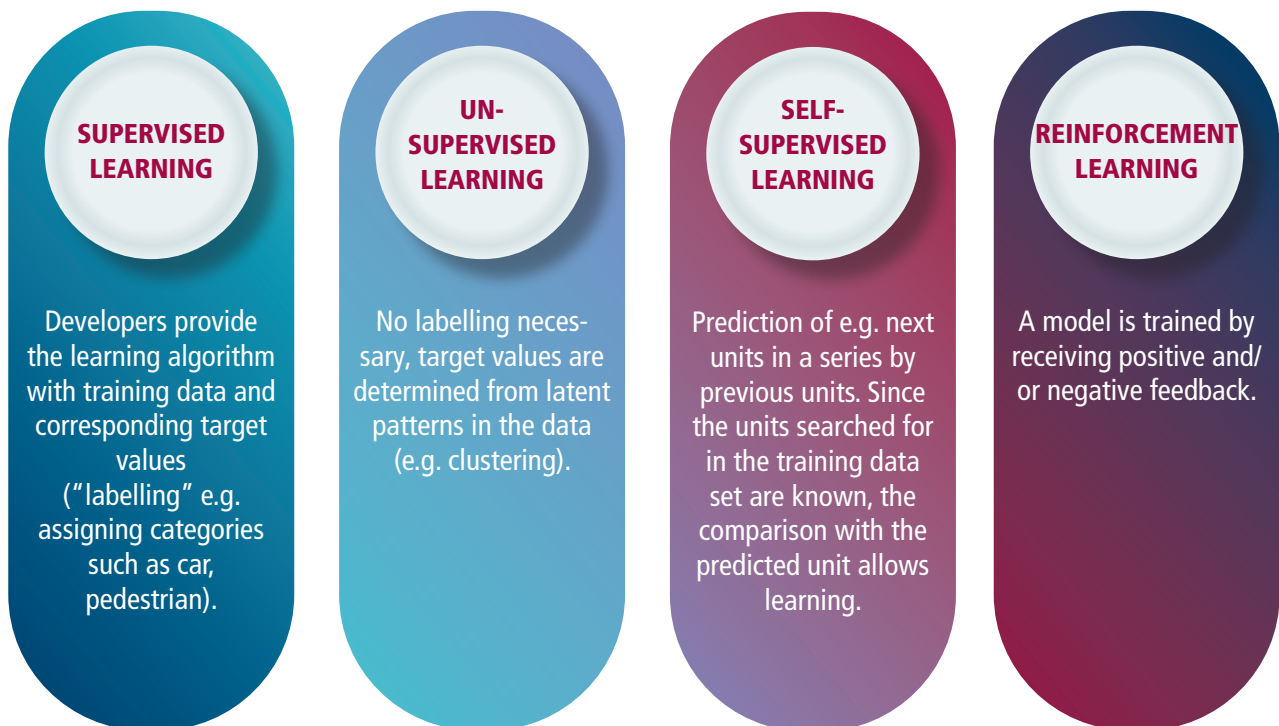 SUPERVISED
LEARNING
Developers provide
the learning algorithm
with training data and
corresponding target
values
("labelling" e.g.
assigning categories
such as car,
pedestrian).
UN-
SUPERVISED
LEARNING
No labelling neces-
sary, target values are
determined from latent
patterns in the data
(e.g. clustering).
SELF-
SUPERVISED
LEARNING
Prediction of e.g. next
units in a series by
previous units. Since
the units searched for
in the training data
set are known, the
comparison with the
predicted unit allows
learning.
REINFORCEMENT
LEARNING
A model is trained by
receiving positive and/
or negative feedback.